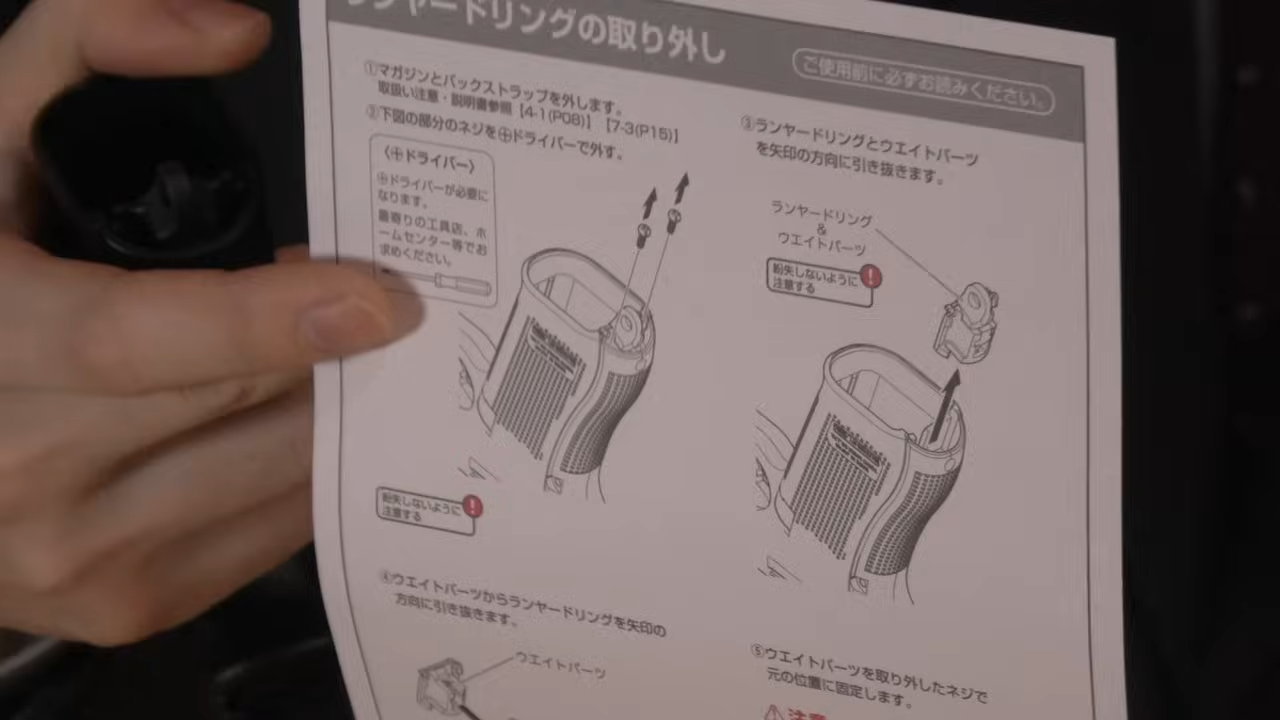 ランヤードリングの取り外し
ご使用前に必ずお読みください。
①マガジンとバックストラップを外します。
取扱い注意・説明書参照【4-1(P08)】【7-3(P15)】
②下図の部分のネジを⊕ドライバーで外す。
〈⊕ドライバー〉
⊕ドライバーが必要に
なります。
最寄りの工具店、ホ
ームセンター等でお
求めください。
紛失しないように
注意する
③ランヤードリングとウエイトパーツ
を矢印の方向に引き抜きます。
ランヤードリング
&
ウエイトパーツ
紛失しないように
注意する
④ウエイトパーツからランヤードリングを矢印の
方向に引き抜きます。
ウエイトパーツ
⑤ウエイトパーツを取り外したネジで
元の位置に固定します。
注意